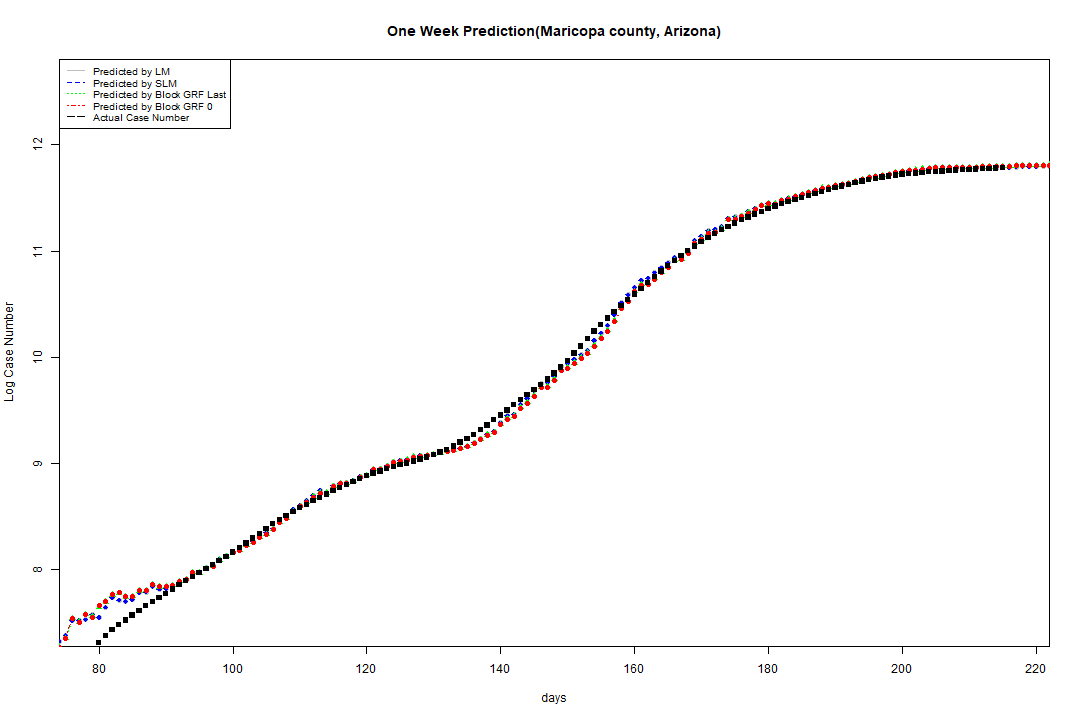 One Week Prediction(Maricopa county, Arizona)
Predicted by LM
Predicted by SLM
Predicted by Block GRF Last
Predicted by Block GRF 0
Actual Case Number
12
11
10
9
8
Log Case Number
80 100 120 140 160 180 200 220
days